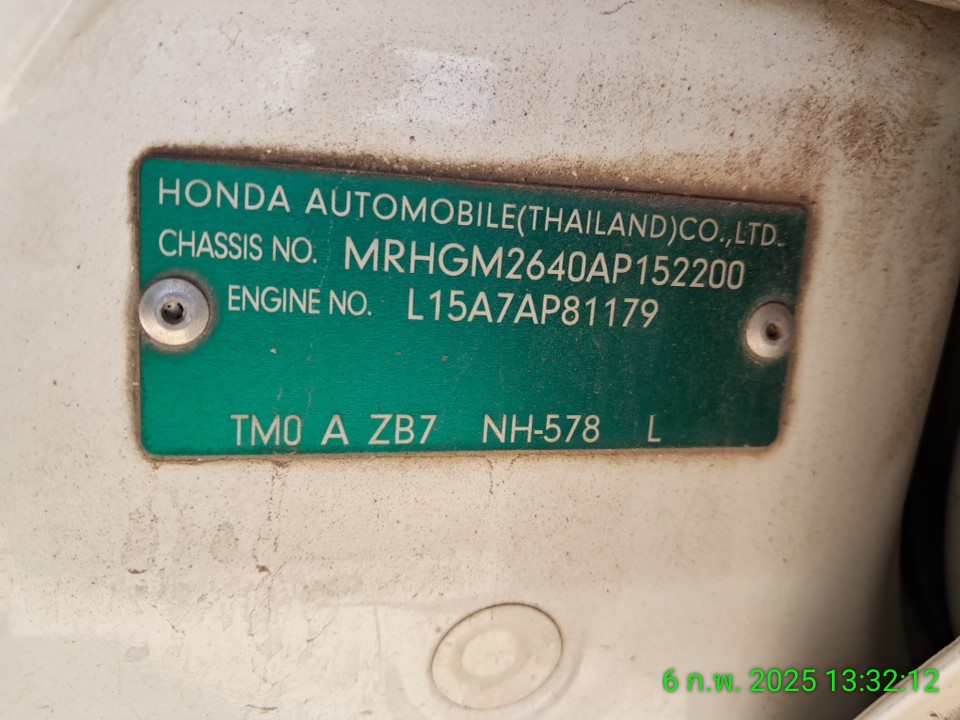 HONDA AUTOMOBILE(THAILAND)CO.,LTD.
CHASSIS NO. MRHGM2640AP152200
ENGINE NO. L15A7AP81179
TM0 A ZB7 NH-578 L
6 ก.พ. 2025 13:32:12